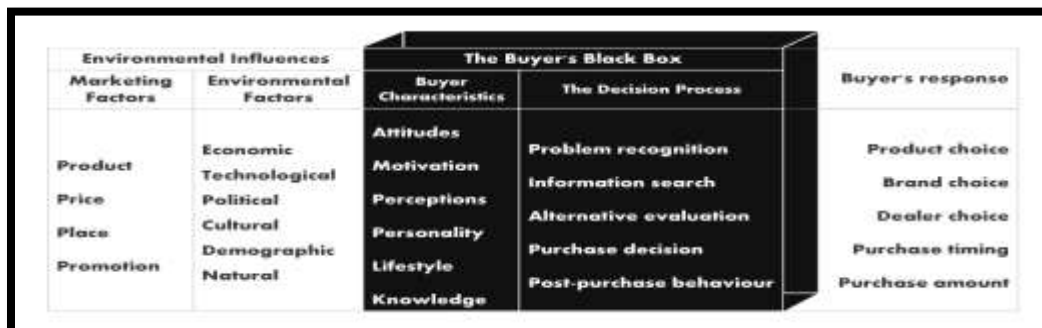 Environmental Influences
The Buyer's Black Box
Buyer's response
Marketing
Factors
Environmental
Factors
Buyer
Characteristics
The Decision Process
Product
Price
Place
Promotion
Economic
Technological
Political
Cultural
Demographic
Natural
Attitudes
Motivation
Perceptions
Personality
Lifestyle
Knowledge
Problem recognition
Information search
Alternative evaluation
Purchase decision
Post-purchase behaviour
Product choice
Brand choice
Dealer choice
Purchase timing
Purchase amount